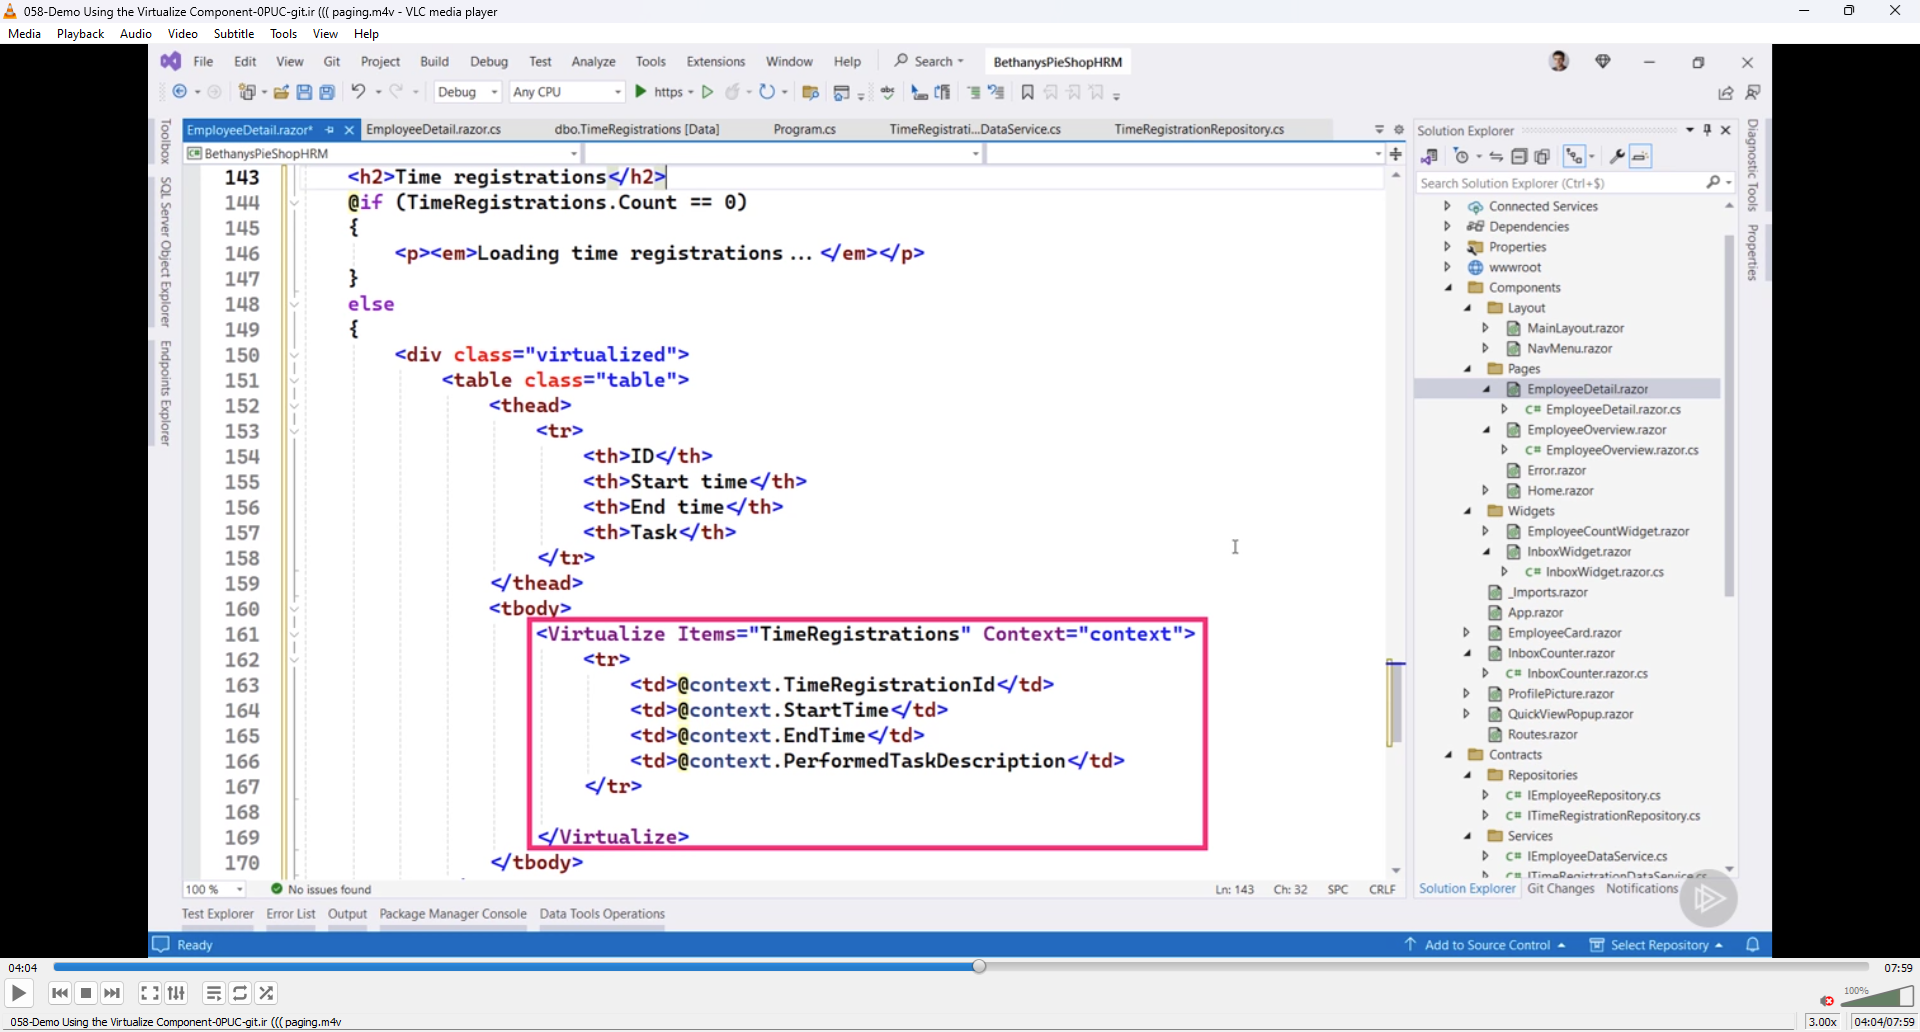 058-Demo Using the Virtualize Component-0PUC-git.ir ((( paging.m4v - VLC media player
Media Playback Audio Video Subtitle Tools View Help
File Edit View Git Project Build Debug Test Analyze Tools Extensions Window Help Search BethanysPieShopHRM
Debug Any CPU https
EmployeeDetail.razor* EmployeeDetail.razor.cs dbo.TimeRegistrations [Data] Program.cs TimeRegistrati...DataService.cs TimeRegistrationRepository.cs
BethanysPieShopHRM
143 <h2>Time registrations</h2>
144 @if (TimeRegistrations.Count == 0)
145 {
146 <p><em>Loading time registrations ... </em></p>
147 }
148 else
149 {
150 <div class="virtualized">
151 <table class="table">
152 <thead>
153 <tr>
154 <th>ID</th>
155 <th>Start time</th>
156 <th>End time</th>
157 <th>Task</th>
158 </tr>
159 </thead>
160 <tbody>
161 <Virtualize Items="TimeRegistrations" Context="context">
162 <tr>
163 <td>@context.TimeRegistrationId</td>
164 <td>@context.StartTime</td>
165 <td>@context.EndTime</td>
166 <td>@context.PerformedTaskDescription</td>
167 </tr>
168
169 </Virtualize>
170 </tbody>
100 % No issues found Ln: 143 Ch: 32 SPC CRLF
Toolbox
SQL Server Object Explorer
Endpoints Explorer
Solution Explorer
Search Solution Explorer (Ctrl+$)
Connected Services
Dependencies
Properties
wwwroot
Components
Layout
MainLayout.razor
NavMenu.razor
Pages
EmployeeDetail.razor
C# EmployeeDetail.razor.cs
EmployeeOverview.razor
C# EmployeeOverview.razor.cs
Error.razor
Home.razor
Widgets
EmployeeCountWidget.razor
InboxWidget.razor
C# InboxWidget.razor.cs
_Imports.razor
App.razor
EmployeeCard.razor
InboxCounter.razor
C# InboxCounter.razor.cs
ProfilePicture.razor
QuickViewPopup.razor
Routes.razor
Contracts
Repositories
C# IEmployeeRepository.cs
C# ITimeRegistrationRepository.cs
Services
C# IEmployeeDataService.cs
C# ITimeRegistrationDataService.cs
Solution Explorer Git Changes Notifications
Diagnostic Tools
Properties
Test Explorer Error List Output Package Manager Console Data Tools Operations
Ready Add to Source Control Select Repository
04:04 07:59
100%
058-Demo Using the Virtualize Component-0PUC-git.ir ((( paging.m4v 3.00x 04:04/07:59